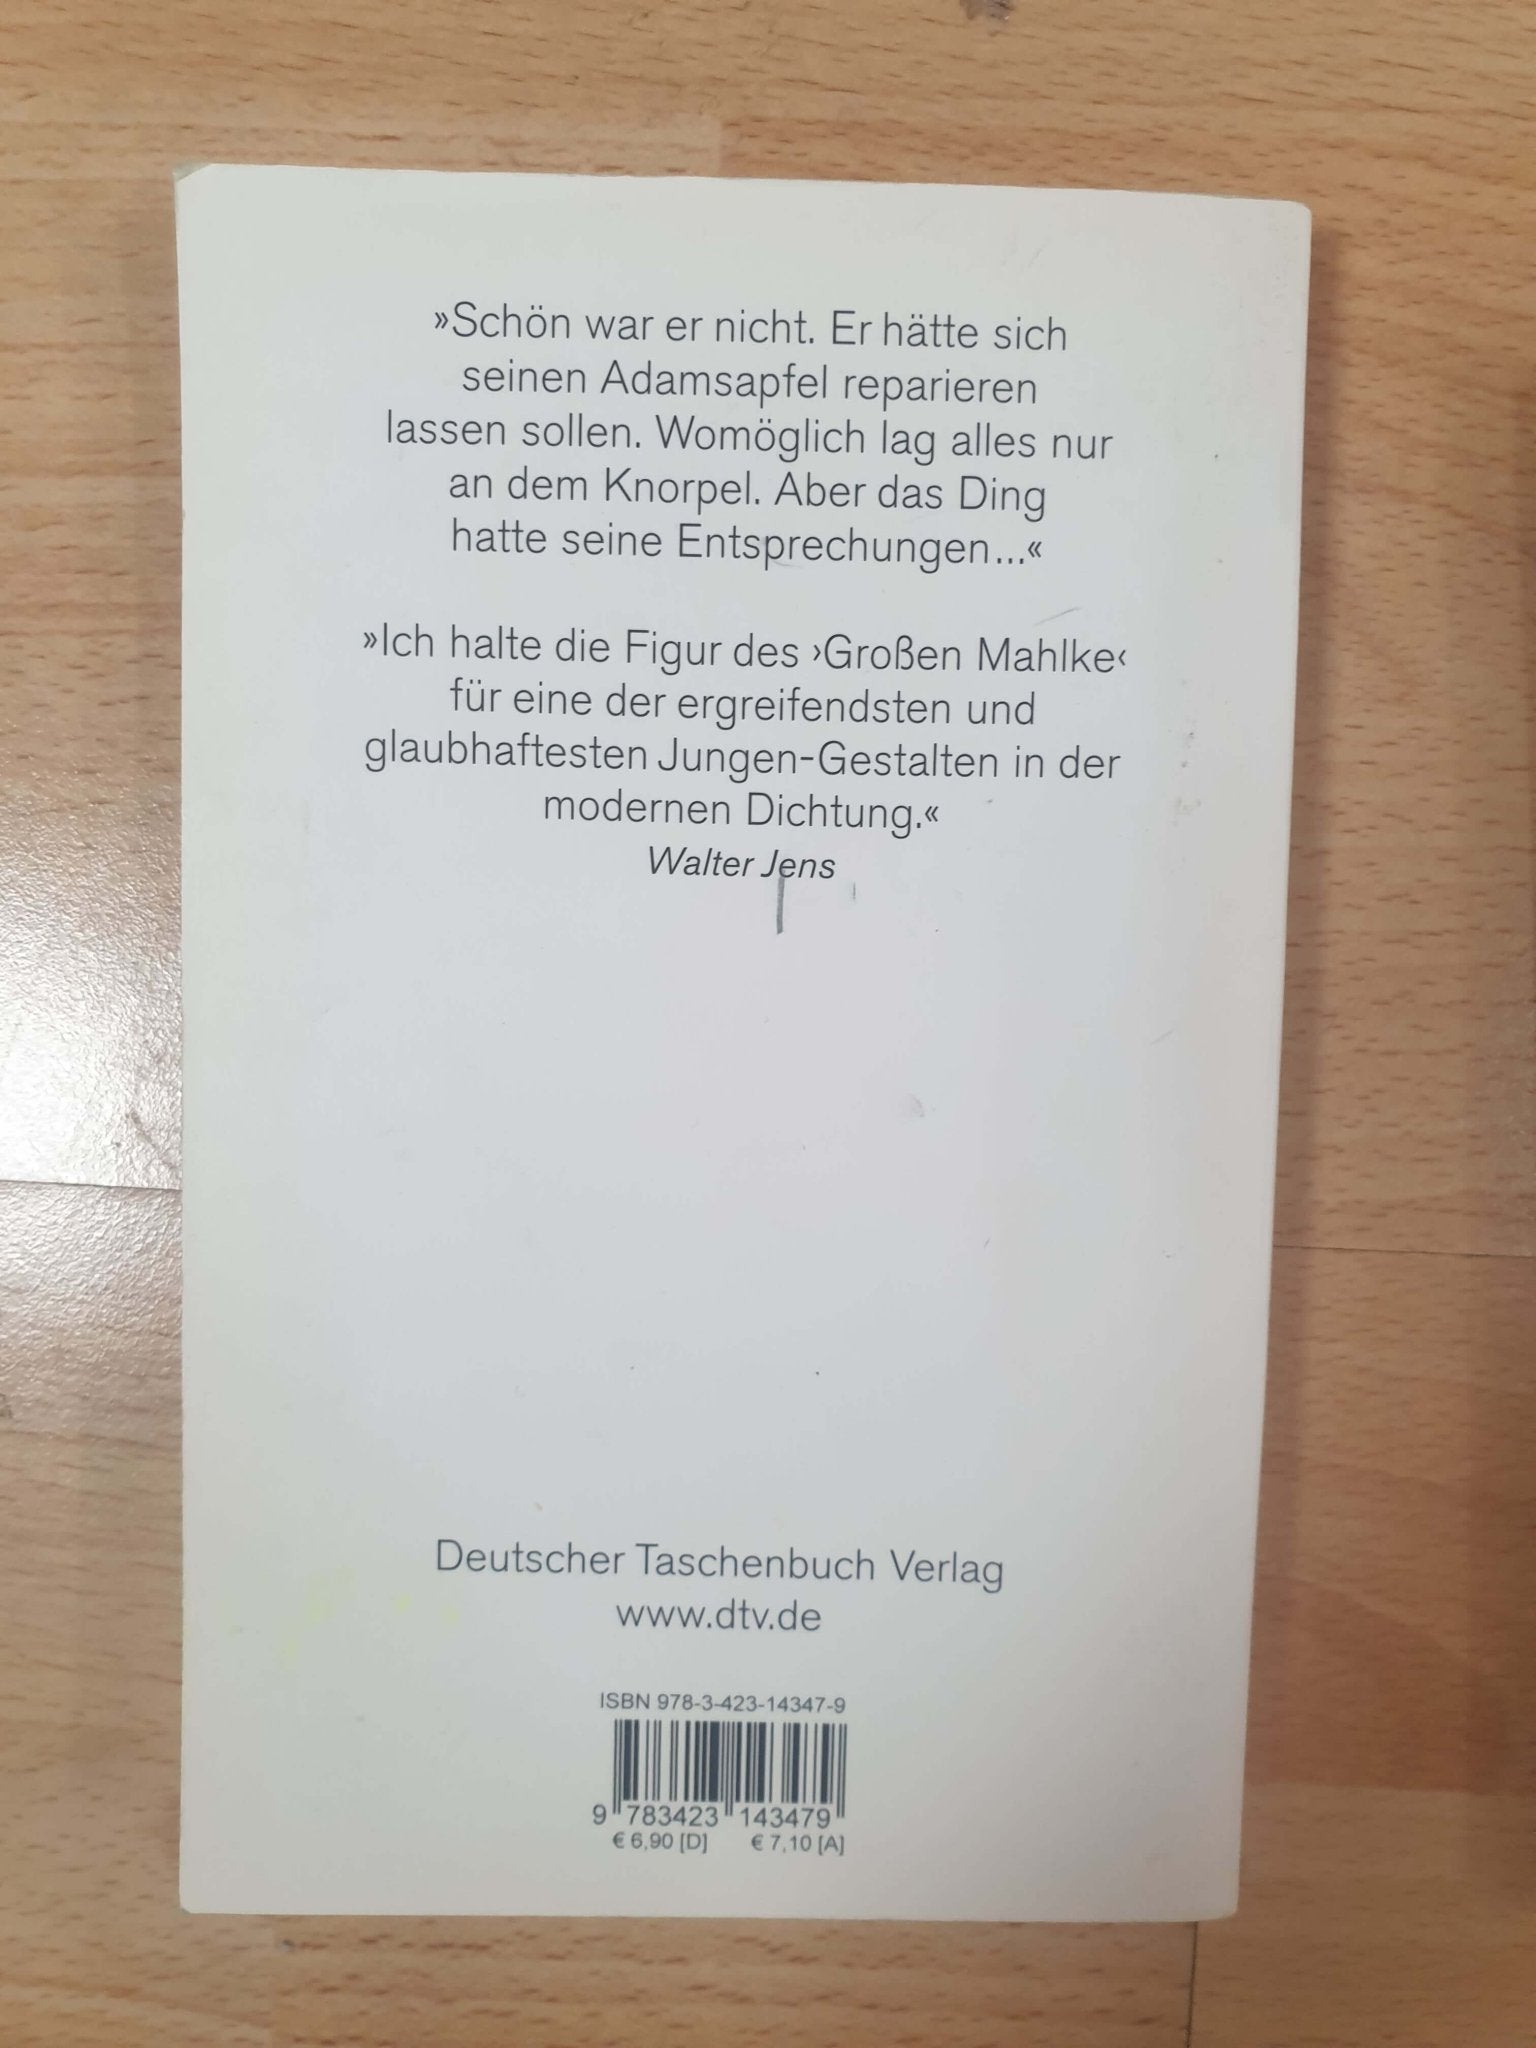 »Schön war er nicht. Er hätte sich
seinen Adamsapfel reparieren
lassen sollen. Womöglich lag alles nur
an dem Knorpel. Aber das Ding
hatte seine Entsprechungen...«
»Ich halte die Figur des ›Großen Mahlke‹
für eine der ergreifendsten und
glaubhaftesten Jungen-Gestalten in der
modernen Dichtung.«
Walter Jens
Deutscher Taschenbuch Verlag
www.dtv.de
ISBN 978-3-423-14347-9
9 783423 143479
€ 6,90 [D] € 7,10 [A]